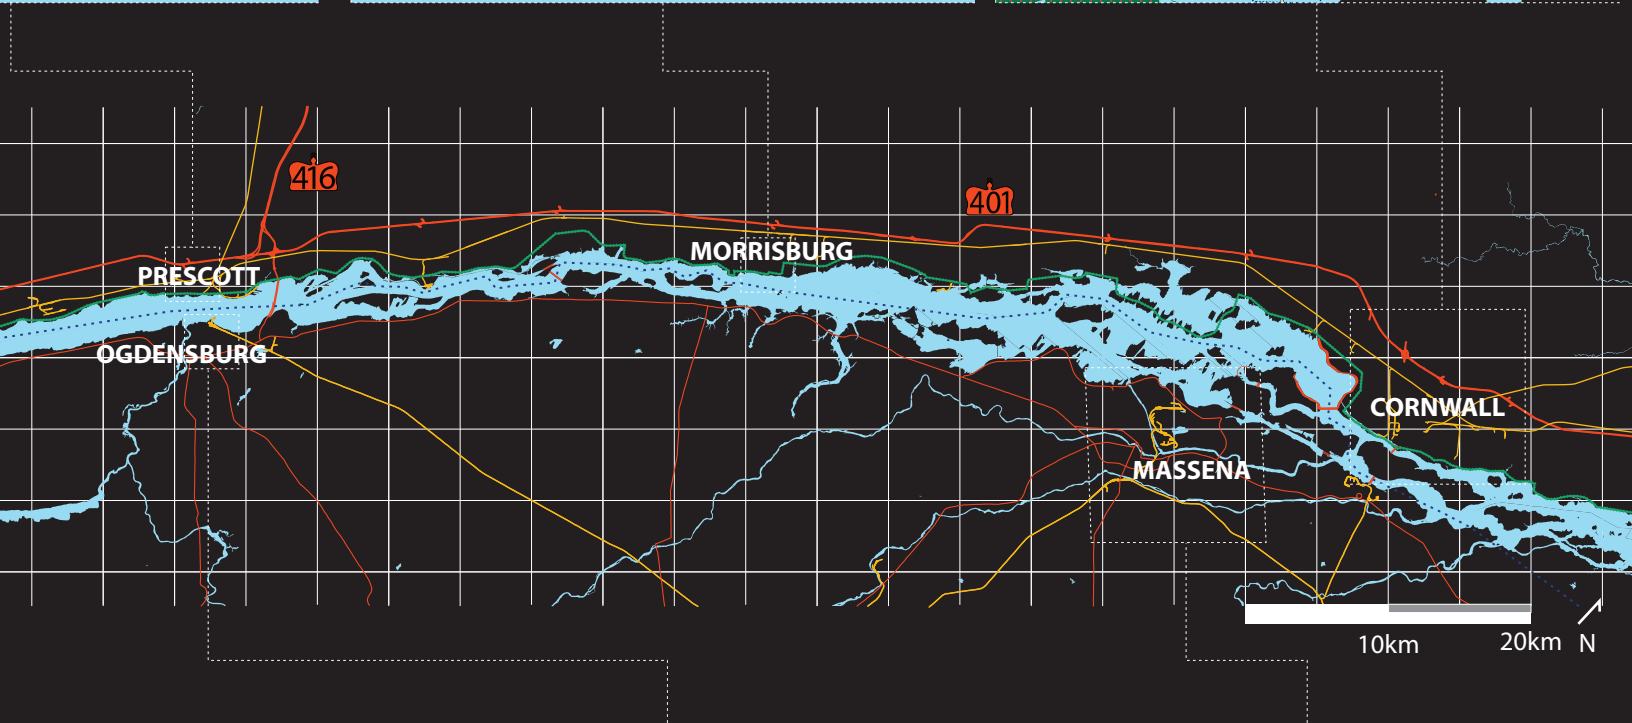 416
401
MORRISBURG
PRESCOTT
OGDENSBURG
CORNWALL
MASSENA
10km
20km
N